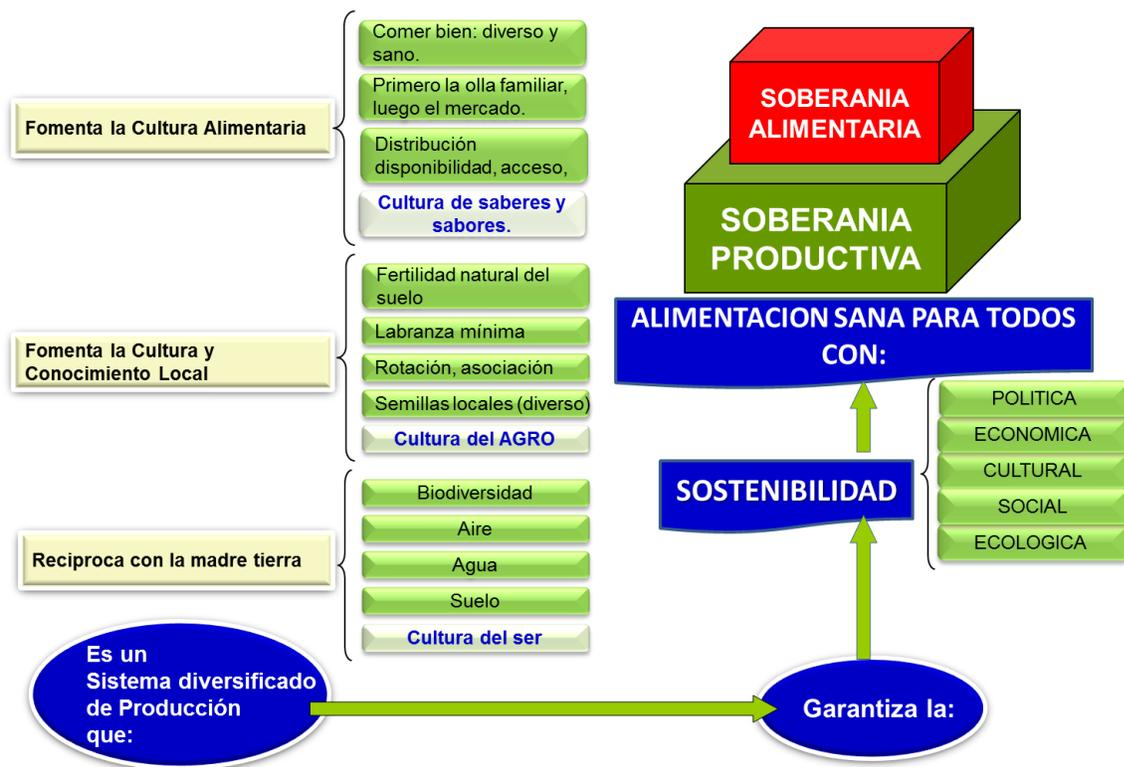 Fomenta la Cultura Alimentaria
Comer bien: diverso y
sano.
Primero la olla familiar,
luego el mercado.
Distribución
disponibilidad, acceso,
Cultura de saberes y
sabores.
Fomenta la Cultura y
Conocimiento Local
Fertilidad natural del
suelo
Labranza mínima
Rotación, asociación
Semillas locales (diverso)
Cultura del AGRO
Reciproca con la madre tierra
Biodiversidad
Aire
Agua
Suelo
Cultura del ser
Es un
Sistema diversificado
de Producción
que:
Garantiza la:
SOSTENIBILIDAD
POLITICA
ECONOMICA
CULTURAL
SOCIAL
ECOLOGICA
ALIMENTACION SANA PARA TODOS
CON:
SOBERANIA
PRODUCTIVA
SOBERANIA
ALIMENTARIA